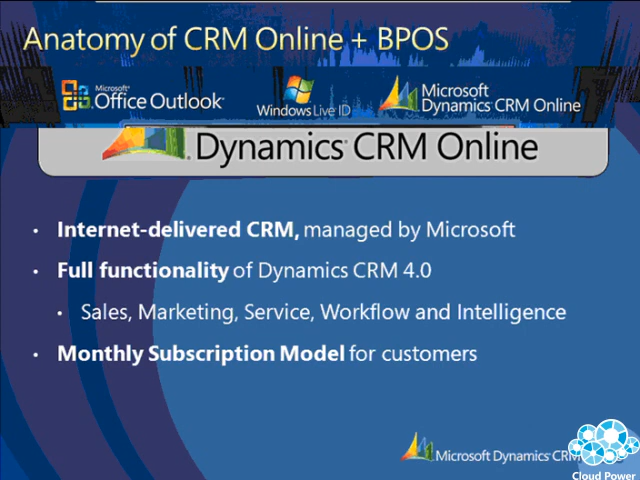 Anatomy of CRM Online + BPOS
Microsoft®
Office Outlook®
Windows Live ID
Microsoft
Dynamics CRM Online
Dynamics® CRM Online
• Internet-delivered CRM, managed by Microsoft
• Full functionality of Dynamics CRM 4.0
• Sales, Marketing, Service, Workflow and Intelligence
• Monthly Subscription Model for customers
Microsoft Dynamics CRM
Cloud Power